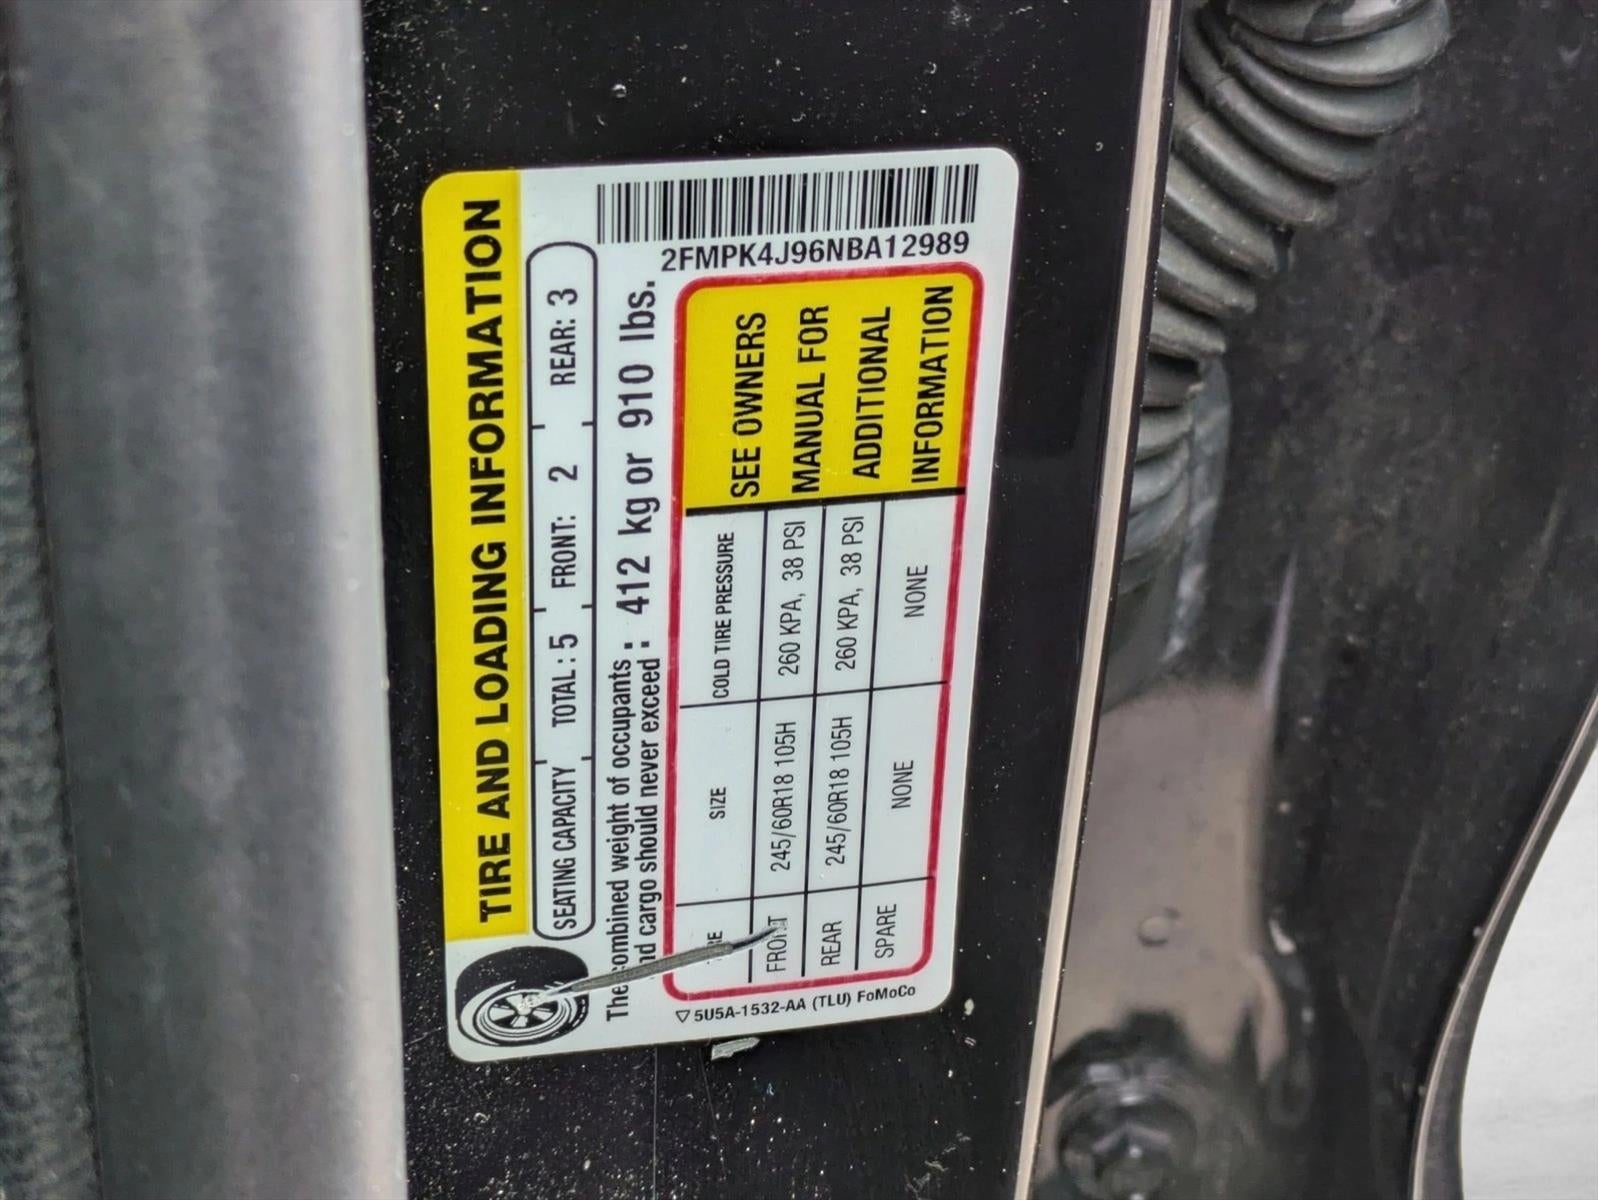 2FMPK4J96NBA12989
TIRE AND LOADING INFORMATION
SEATING CAPACITY TOTAL: 5 FRONT: 2 REAR: 3
The combined weight of occupants : 412 kg or 910 lbs.
cargo should never exceed :
SIZE COLD TIRE PRESSURE
FRONT 245/60R18 105H 260 KPA, 38 PSI
REAR 245/60R18 105H 260 KPA, 38 PSI
SPARE NONE NONE
SEE OWNERS
MANUAL FOR
ADDITIONAL
INFORMATION
5U5A-1532-AA (TLU) FoMoCo